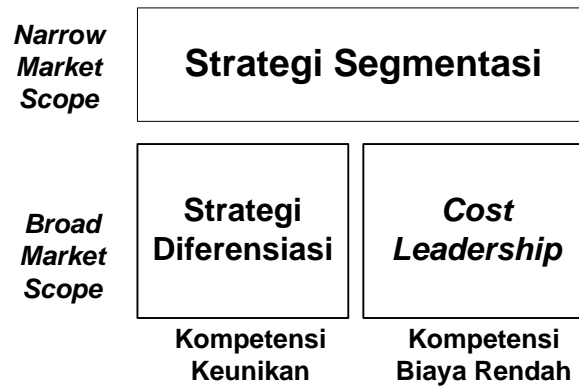 Narrow
Market
Scope
Strategi Segmentasi
Broad
Market
Scope
Strategi
Diferensiasi
Cost
Leadership
Kompetensi
Keunikan
Kompetensi
Biaya Rendah